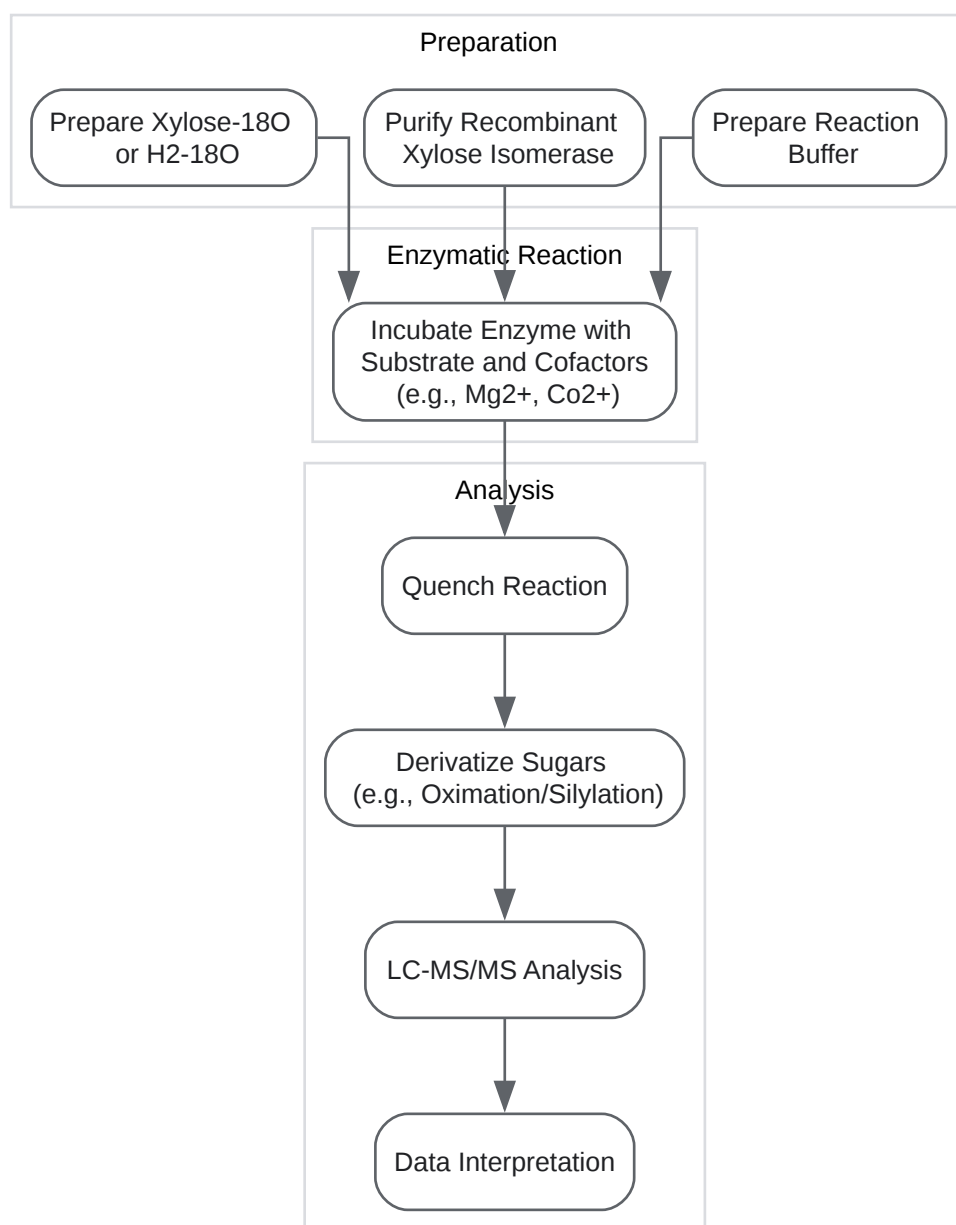 Preparation
Prepare Xylose-18O
or H2-18O
Purify Recombinant
Xylose Isomerase
Prepare Reaction
Buffer
Enzymatic Reaction
Incubate Enzyme with
Substrate and Cofactors
(e.g., Mg2+, Co2+)
Analysis
Quench Reaction
Derivatize Sugars
(e.g., Oximation/Silylation)
LC-MS/MS Analysis
Data Interpretation